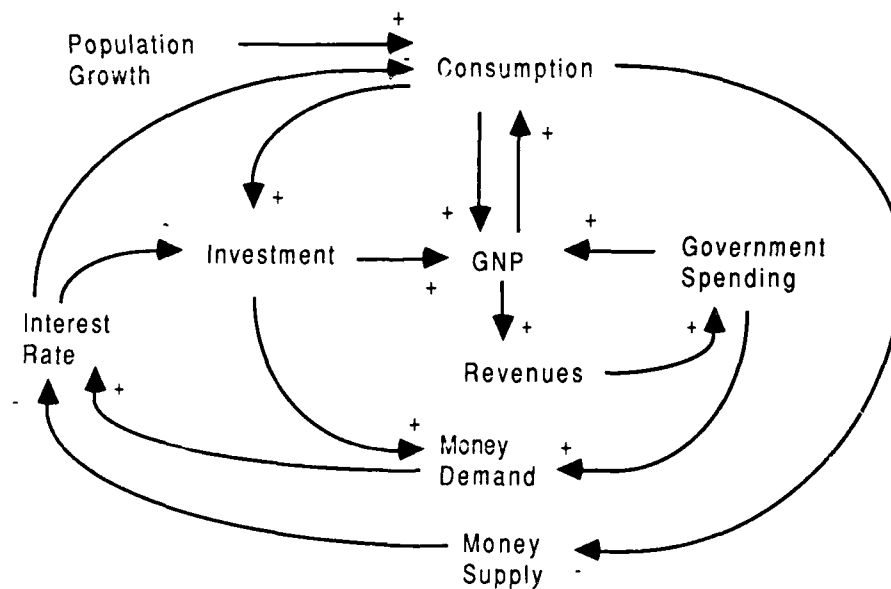 +
Population
Growth
-
Consumption
+
+
+
+
-
Investment
GNP
Government
Spending
+
Interest
Rate
+
+
Revenues
-
+
+
Money
Demand
+
Money
Supply
-